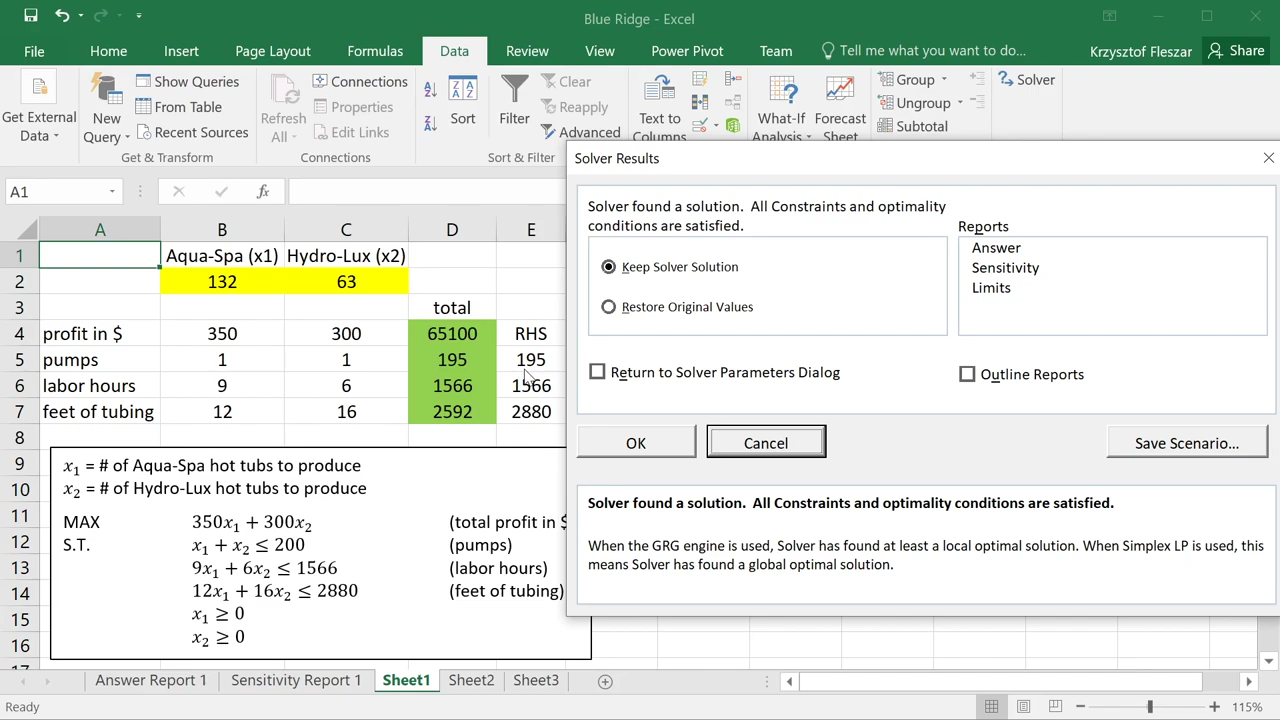 Blue Ridge - Excel
File Home Insert Page Layout Formulas Data Review View Power Pivot Team Tell me what you want to do... Krzysztof Fleszar Share
Get External Data
New Query
Show Queries
From Table
Recent Sources
Get & Transform
Refresh All
Connections
Properties
Edit Links
Connections
Sort
Filter
Clear
Reapply
Advanced
Sort & Filter
Text to Columns
What-If Analysis
Forecast Sheet
Group
Ungroup
Subtotal
Solver
A1 fx
A B C D E
1 Aqua-Spa (x1) Hydro-Lux (x2)
2 132 63
3 total
4 profit in $ 350 300 65100 RHS
5 pumps 1 1 195 195
6 labor hours 9 6 1566 1566
7 feet of tubing 12 16 2592 2880
8
9
10
11
12
13
14
15
16
17
x₁ = # of Aqua-Spa hot tubs to produce
x₂ = # of Hydro-Lux hot tubs to produce
MAX 350x₁ + 300x₂ (total profit in $
S.T. x₁ + x₂ ≤ 200 (pumps)
9x₁ + 6x₂ ≤ 1566 (labor hours)
12x₁ + 16x₂ ≤ 2880 (feet of tubing)
x₁ ≥ 0
x₂ ≥ 0
Solver Results
Solver found a solution. All Constraints and optimality
conditions are satisfied.
Keep Solver Solution
Restore Original Values
Reports
Answer
Sensitivity
Limits
Return to Solver Parameters Dialog
Outline Reports
OK Cancel Save Scenario...
Solver found a solution. All Constraints and optimality conditions are satisfied.
When the GRG engine is used, Solver has found at least a local optimal solution. When Simplex LP is used, this
means Solver has found a global optimal solution.
Answer Report 1 Sensitivity Report 1 Sheet1 Sheet2 Sheet3
Ready 115%